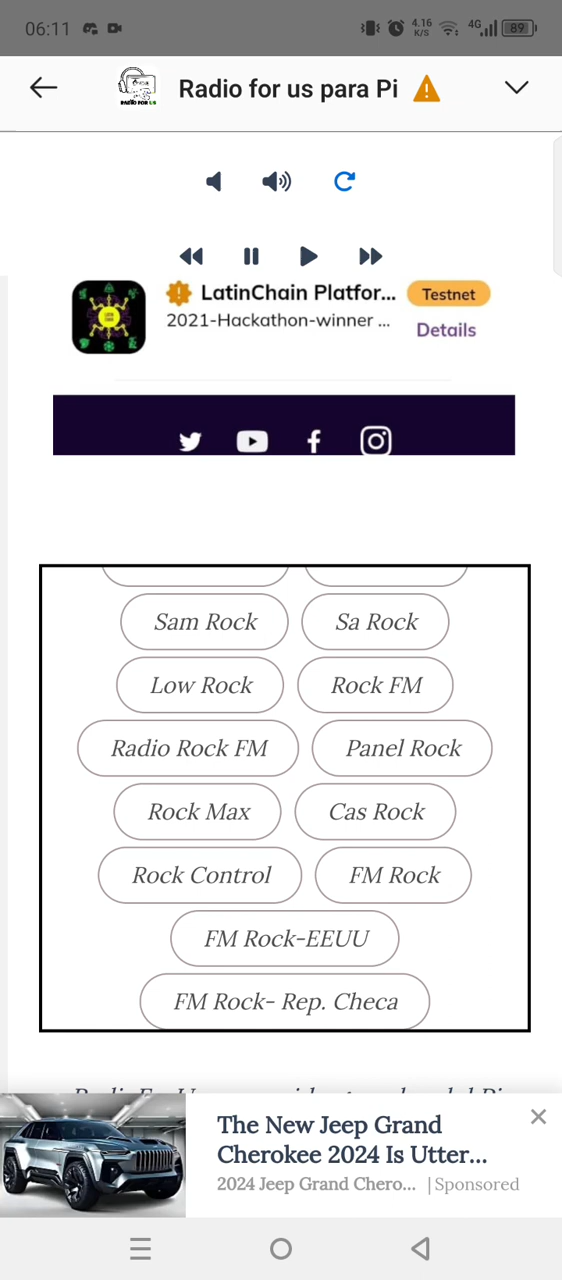 06:11
4.16
K/S
4G
89
RADIO FOR US
Radio for us para Pi
LatinChain Platfor...
Testnet
2021-Hackathon-winner ...
Details
Sam Rock
Sa Rock
Low Rock
Rock FM
Radio Rock FM
Panel Rock
Rock Max
Cas Rock
Rock Control
FM Rock
FM Rock-EEUU
FM Rock- Rep. Checa
The New Jeep Grand
Cherokee 2024 Is Utter...
2024 Jeep Grand Chero... | Sponsored